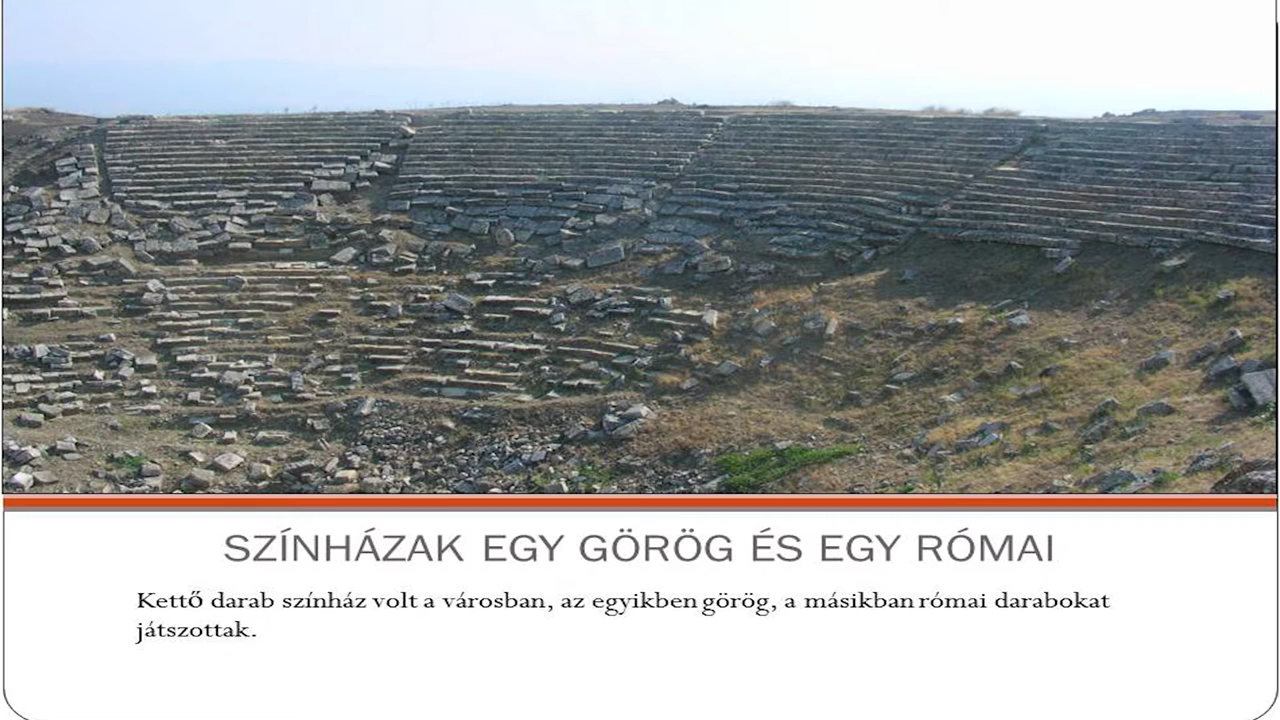 SZÍNHÁZAK EGY GÖRÖG ÉS EGY RÓMAI
Kettő darab színház volt a városban, az egyikben görög, a másikban római darabokat
játszottak.